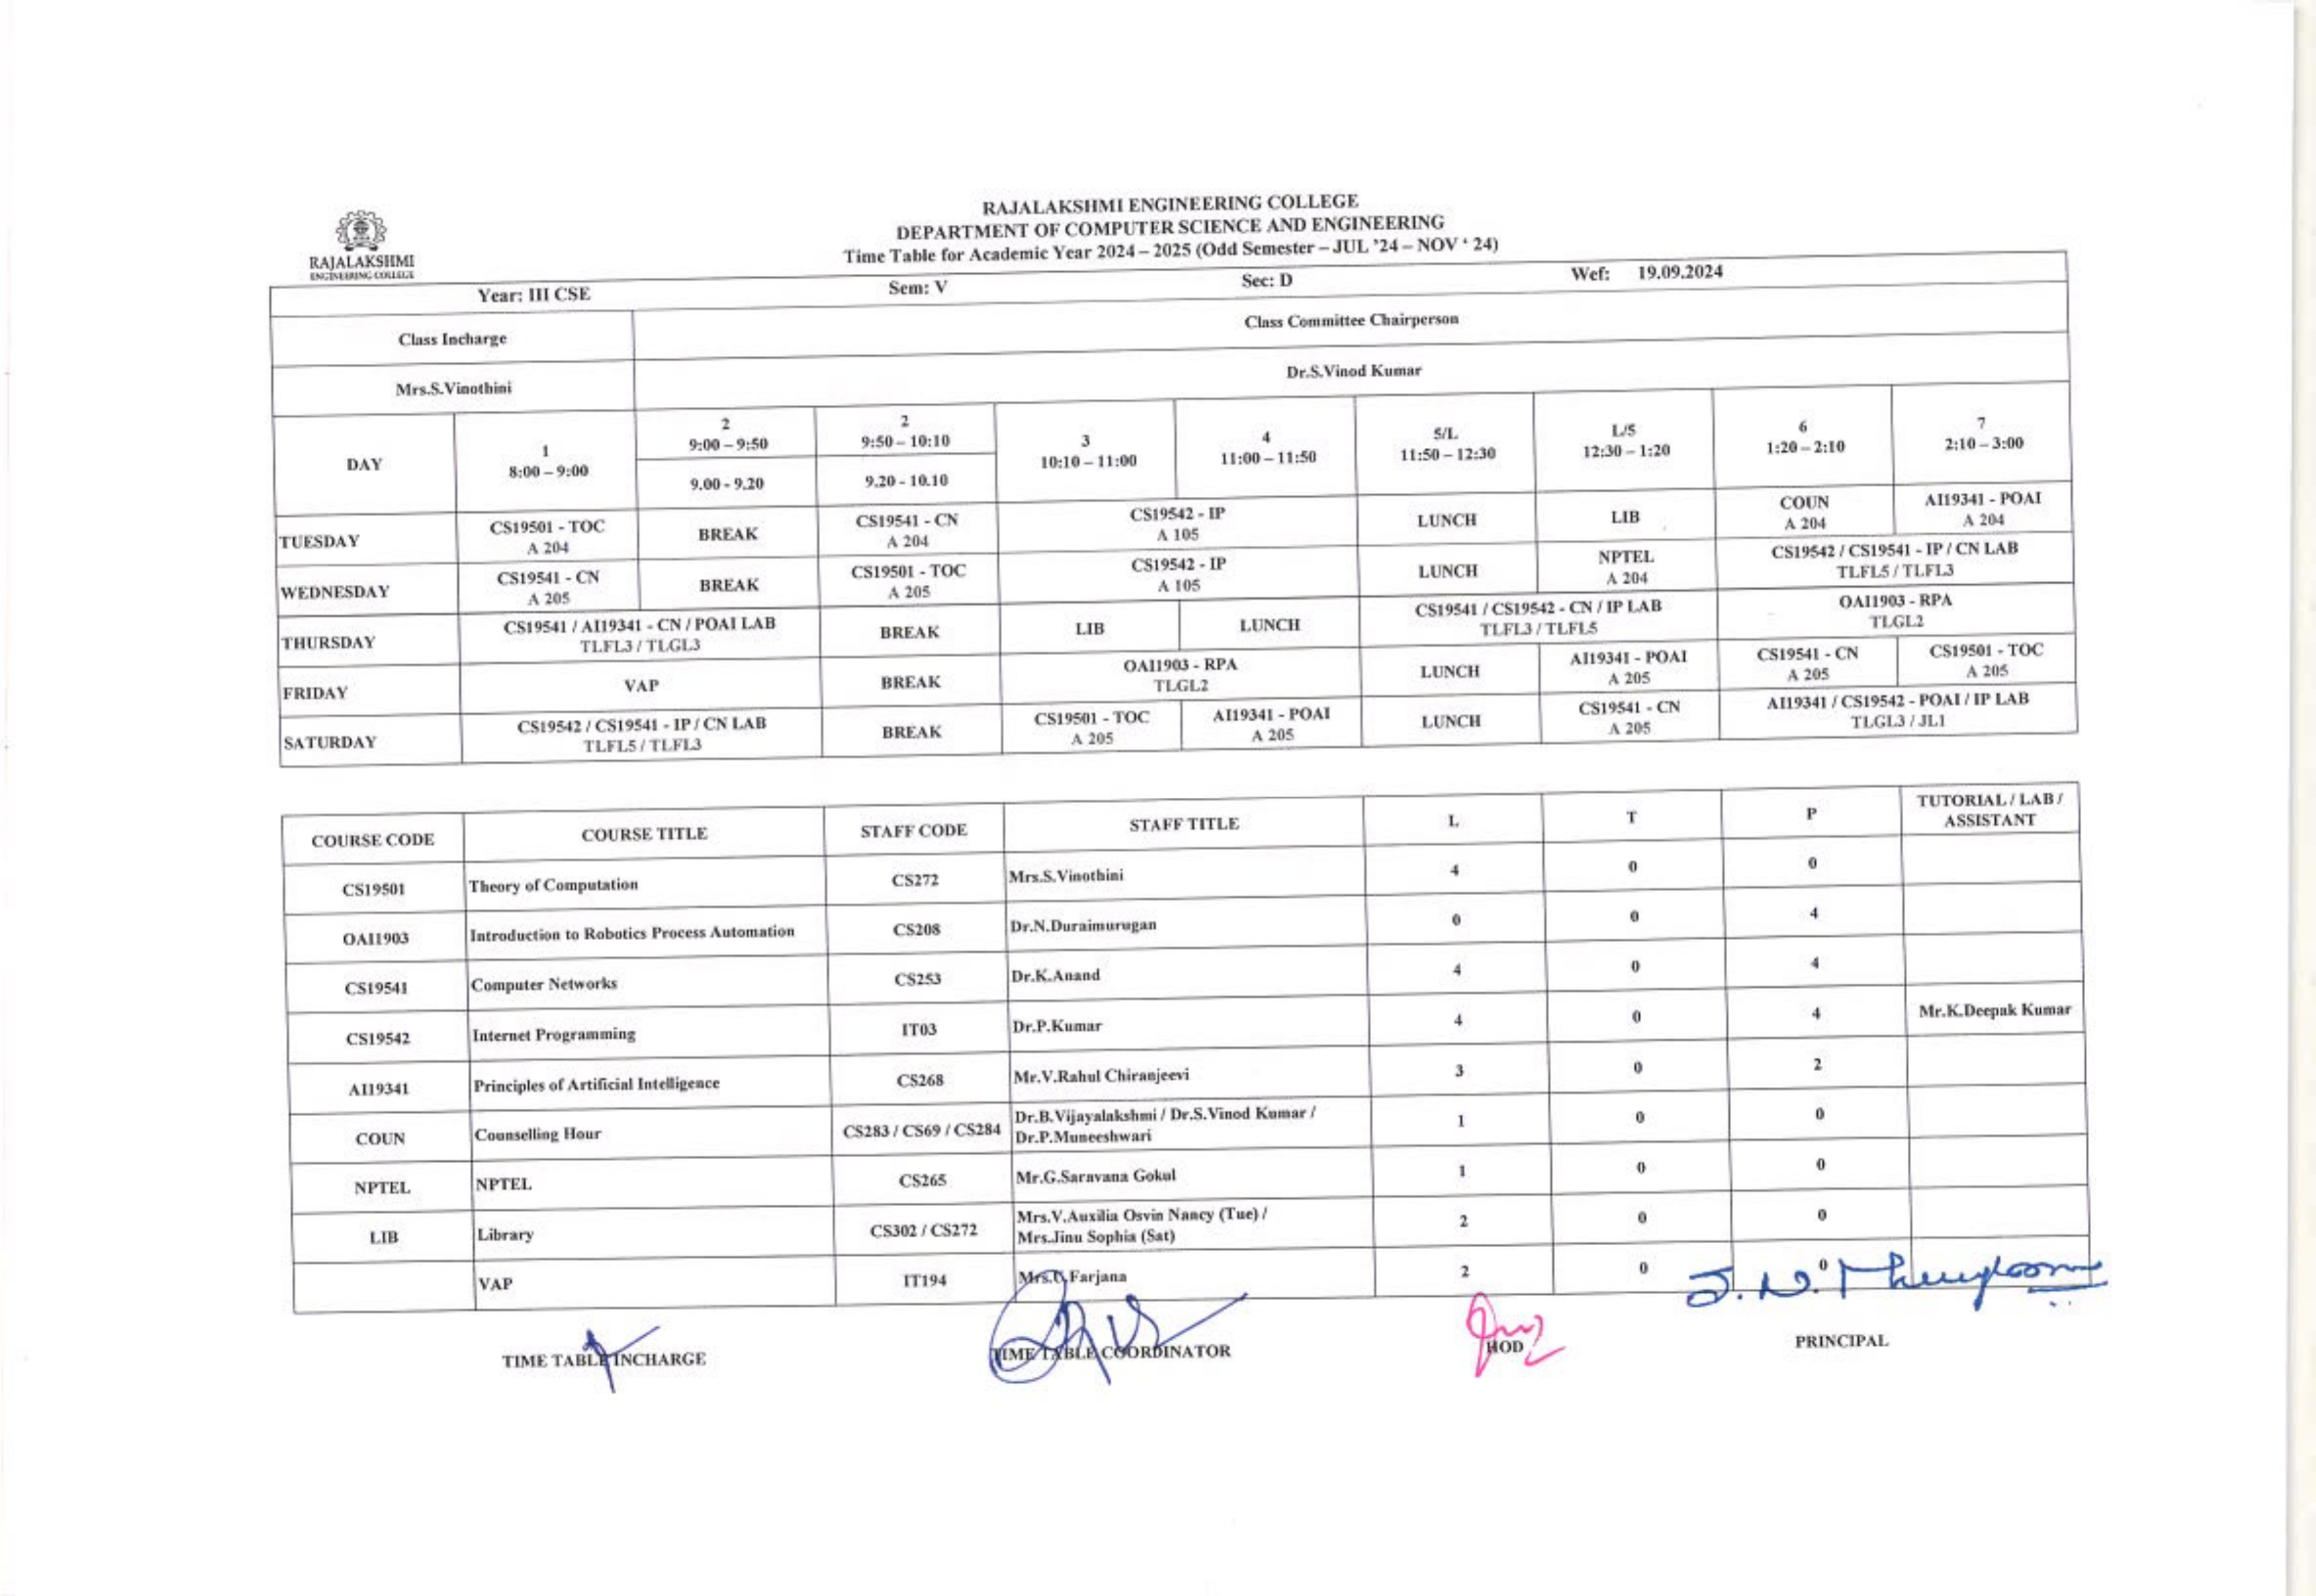 RAJALAKSHMI
ENGINEERING COLLEGE
RAJALAKSHMI ENGINEERING COLLEGE
DEPARTMENT OF COMPUTER SCIENCE AND ENGINEERING
Time Table for Academic Year 2024 – 2025 (Odd Semester – JUL '24 – NOV ' 24)
Year: III CSE Sem: V Sec: D Wef: 19.09.2024
Class Incharge Class Committee Chairperson
Mrs.S.Vinothini Dr.S.Vinod Kumar
DAY
1
8:00 – 9:00
2
9:00 – 9:50
9.00 - 9.20
2
9:50 – 10:10
9.20 - 10.10
3
10:10 – 11:00
4
11:00 – 11:50
5/L
11:50 – 12:30
L/5
12:30 – 1:20
6
1:20 – 2:10
7
2:10 – 3:00
TUESDAY
CS19501 - TOC
A 204
BREAK
CS19541 - CN
A 204
CS19542 - IP
A 105
LUNCH
LIB
COUN
A 204
AI19341 - POAI
A 204
WEDNESDAY
CS19541 - CN
A 205
BREAK
CS19501 - TOC
A 205
CS19542 - IP
A 105
LUNCH
NPTEL
A 204
CS19542 / CS19541 - IP / CN LAB
TLFL5 / TLFL3
THURSDAY
CS19541 / AI19341 - CN / POAI LAB
TLFL3 / TLGL3
BREAK
LIB
LUNCH
CS19541 / CS19542 - CN / IP LAB
TLFL3 / TLFL5
OAI1903 - RPA
TLGL2
FRIDAY
VAP
BREAK
OAI1903 - RPA
TLGL2
LUNCH
AI19341 - POAI
A 205
CS19541 - CN
A 205
CS19501 - TOC
A 205
SATURDAY
CS19542 / CS19541 - IP / CN LAB
TLFL5 / TLFL3
BREAK
CS19501 - TOC
A 205
AI19341 - POAI
A 205
LUNCH
CS19541 - CN
A 205
AI19341 / CS19542 - POAI / IP LAB
TLGL3 / JL1
COURSE CODE COURSE TITLE STAFF CODE STAFF TITLE L T P TUTORIAL / LAB /
ASSISTANT
CS19501 Theory of Computation CS272 Mrs.S.Vinothini 4 0 0
OAI1903 Introduction to Robotics Process Automation CS208 Dr.N.Duraimurugan 0 0 4
CS19541 Computer Networks CS253 Dr.K.Anand 4 0 4
CS19542 Internet Programming IT03 Dr.P.Kumar 4 0 4 Mr.K.Deepak Kumar
AI19341 Principles of Artificial Intelligence CS268 Mr.V.Rahul Chiranjeevi 3 0 2
COUN Counselling Hour CS283 / CS69 / CS284 Dr.B.Vijayalakshmi / Dr.S.Vinod Kumar /
Dr.P.Muneeshwari 1 0 0
NPTEL NPTEL CS265 Mr.G.Saravana Gokul 1 0 0
LIB Library CS302 / CS272 Mrs.V.Auxilia Osvin Nancy (Tue) /
Mrs.Jinu Sophia (Sat) 2 0 0
VAP IT194 Farjana 2 0 0
TIME TABLE INCHARGE TIME TABLE COORDINATOR HOD PRINCIPAL